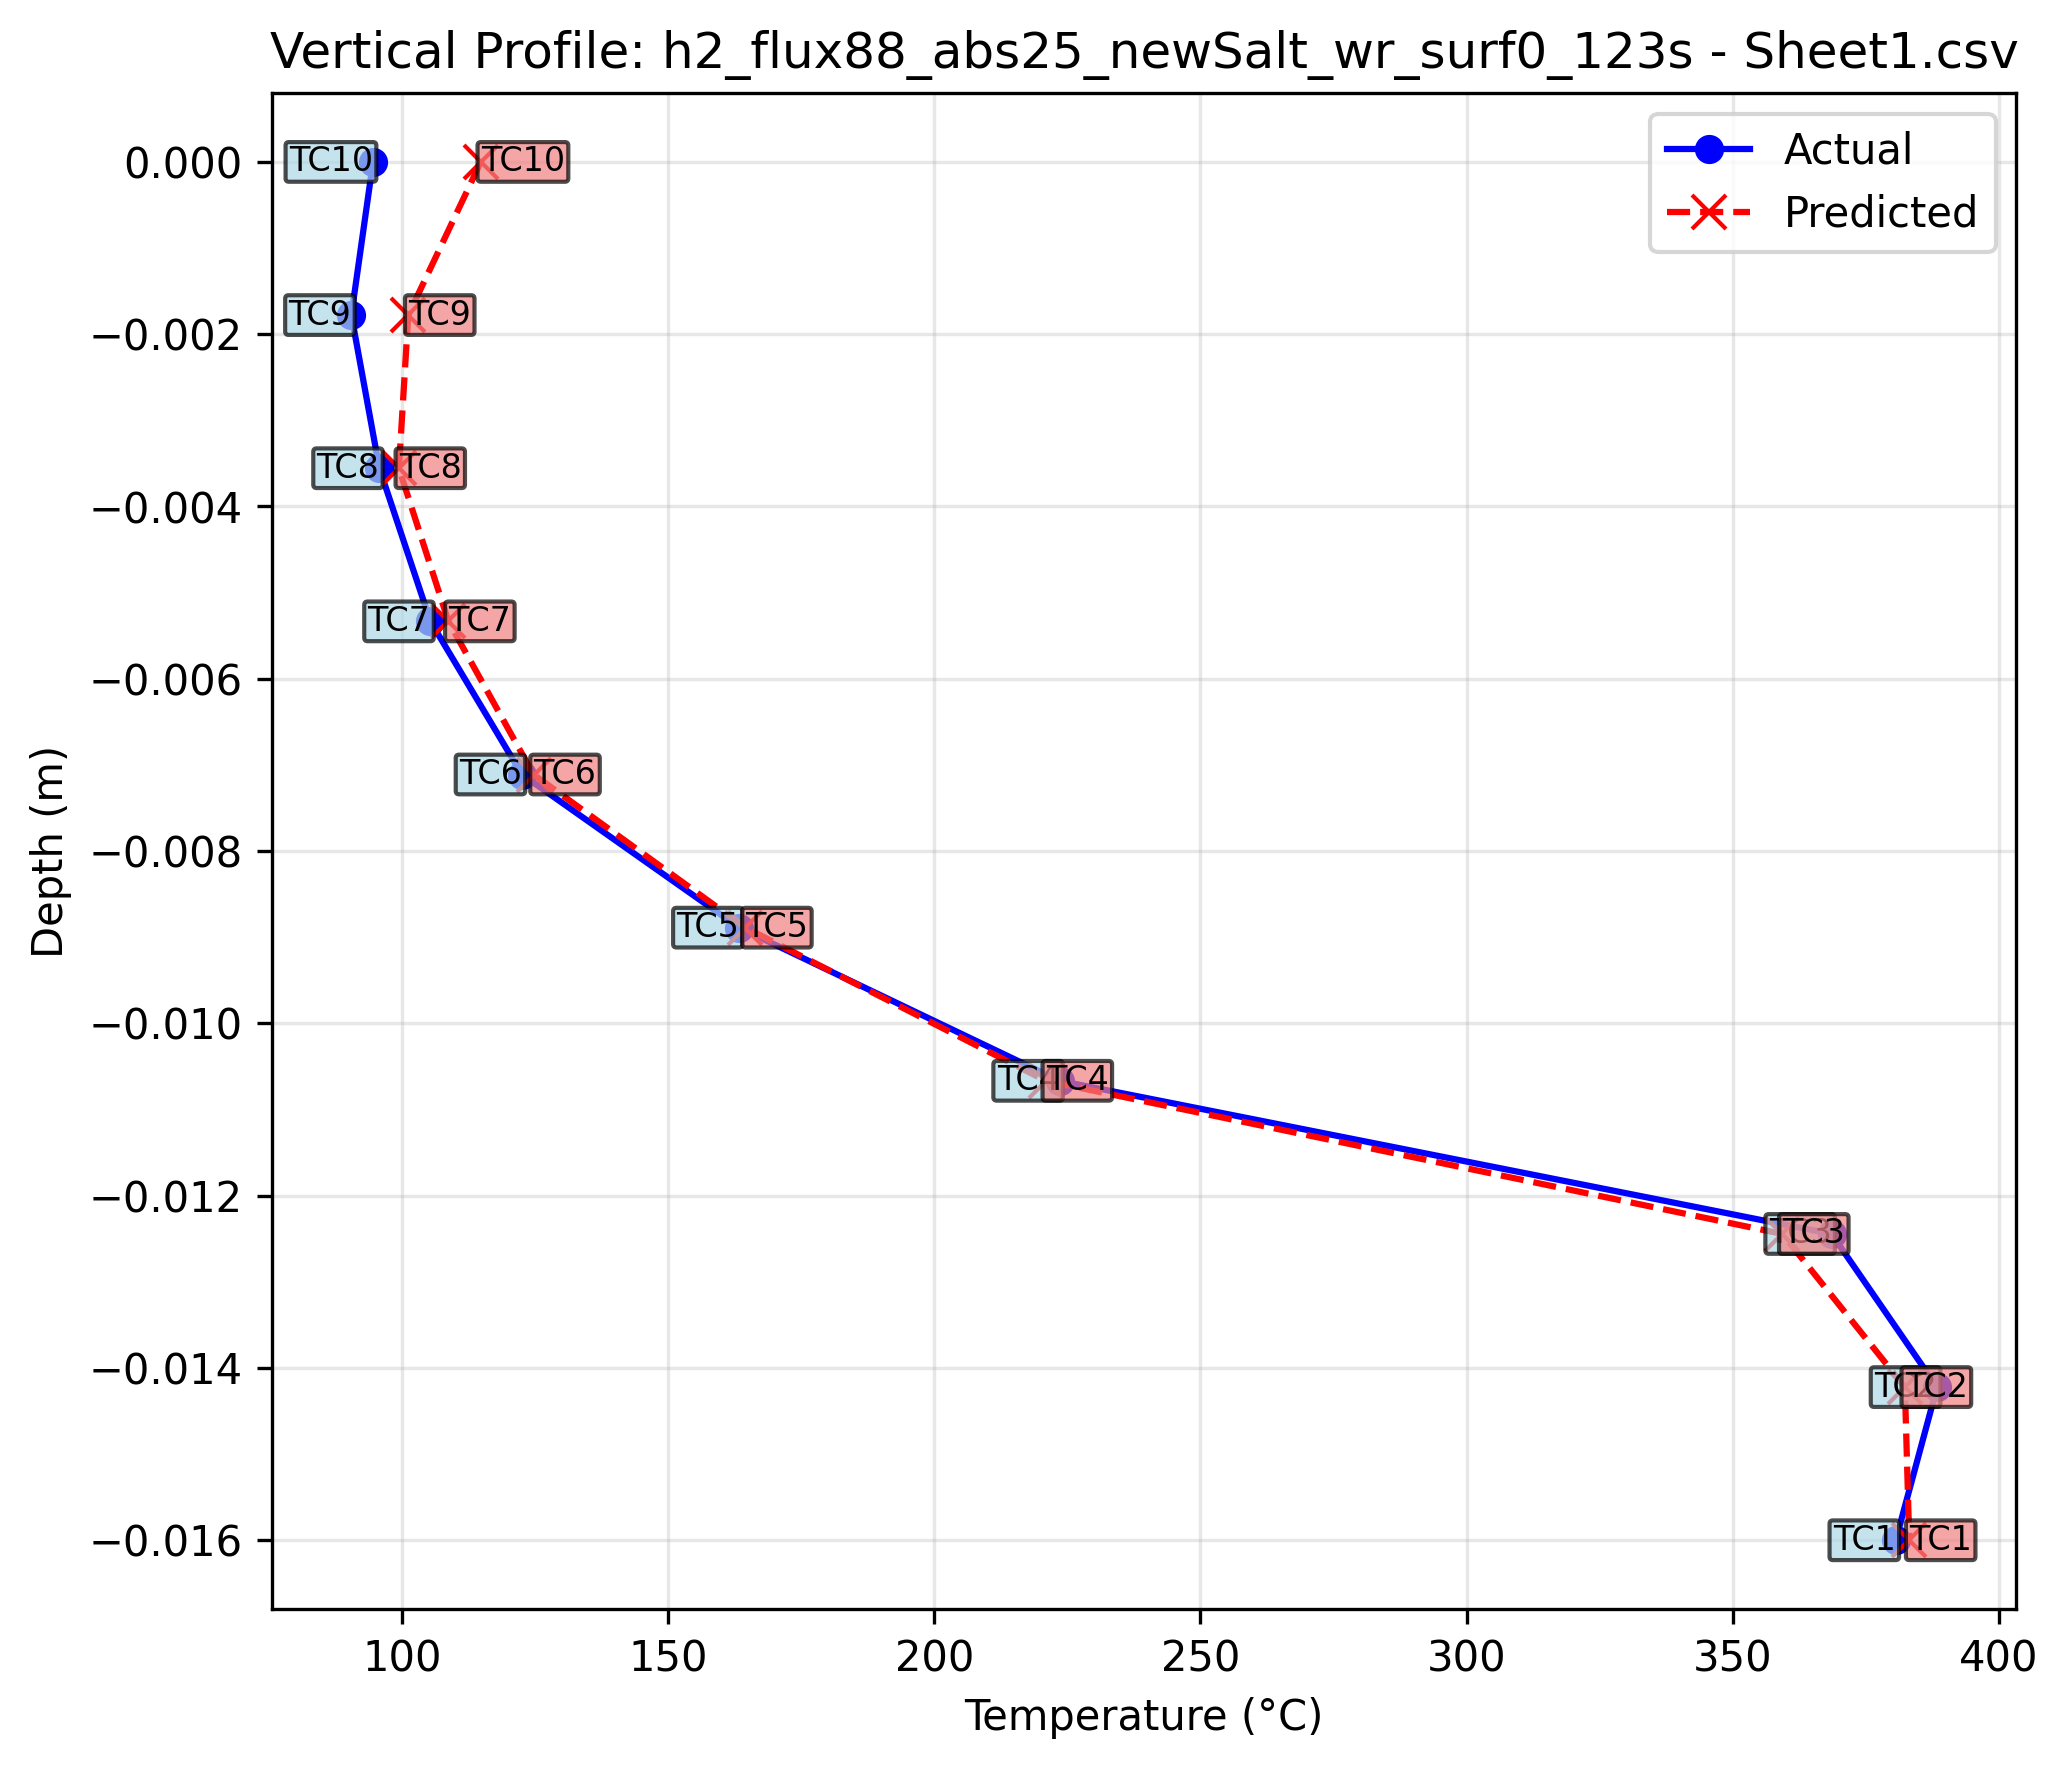 Vertical Profile: h2_flux88_abs25_newSalt_wr_surf0_123s - Sheet1.csv
Actual
Predicted
0.000
−0.002
−0.004
−0.006
−0.008
−0.010
−0.012
−0.014
−0.016
Depth (m)
TC10 TC10
TC9 TC9
TC8 TC8
TC7 TC7
TC6 TC6
TC5 TC5
TC4 TC4
TC3
TC2
TC1 TC1
100 150 200 250 300 350 400
Temperature (°C)